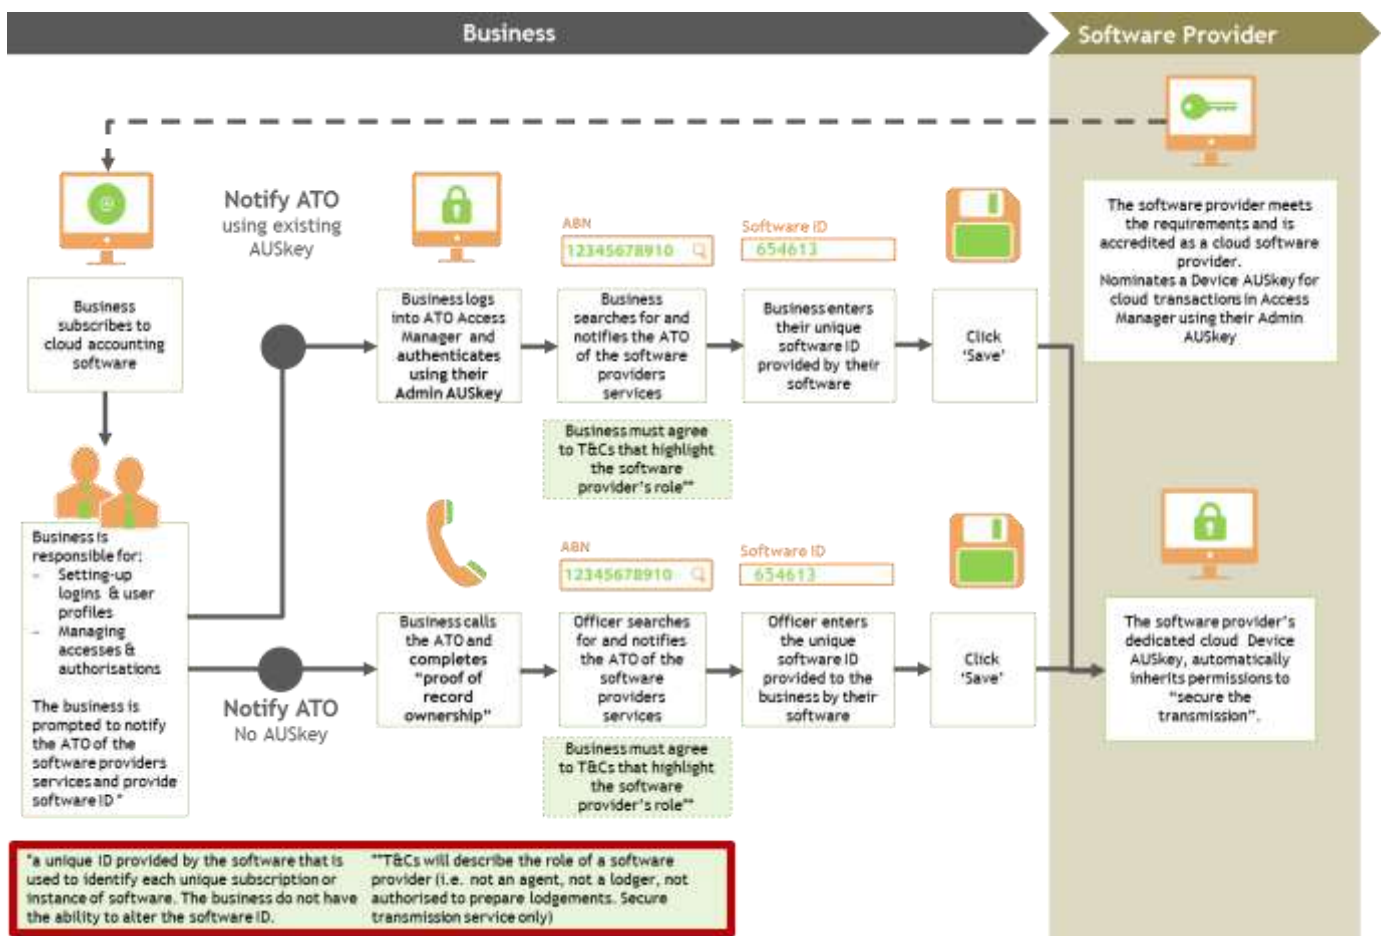 Business
Software Provider
Notify ATO
using existing
AUSkey
ABN
12345678910
Software ID
654613
Business
subscribes to
cloud accounting
software
Business logs
into ATO Access
Manager and
authenticates
using their
Admin AUSkey
Business
searches for and
notifies the ATO
of the software
providers
services
Business enters
their unique
software ID
provided by their
software
Click
'Save'
The software provider meets
the requirements and is
accredited as a cloud software
provider.
Nominates a Device AUSkey for
cloud transactions in Access
Manager using their Admin
AUSkey
Business must agree
to T&Cs that highlight
the software
provider's role**
Business is
responsible for:
- Setting-up
logins & user
profiles
- Managing
accesses &
authorisations
The business is
prompted to notify
the ATO of the
software providers
services and provide
software ID *
Notify ATO
No AUSkey
ABN
12345678910
Software ID
654613
Business calls
the ATO and
completes
"proof of
record
ownership"
Officer searches
for and notifies
the ATO of the
software
providers
services
Officer enters
the unique
software ID
provided to the
business by their
software
Click
'Save'
The software provider's
dedicated cloud Device
AUSkey, automatically
inherits permissions to
"secure the
transmission".
Business must agree
to T&Cs that highlight
the software
provider's role**
*a unique ID provided by the software that is
used to identify each unique subscription or
instance of software. The business do not have
the ability to alter the software ID.
**T&Cs will describe the role of a software
provider (i.e. not an agent, not a lodger, not
authorised to prepare lodgements. Secure
transmission service only)